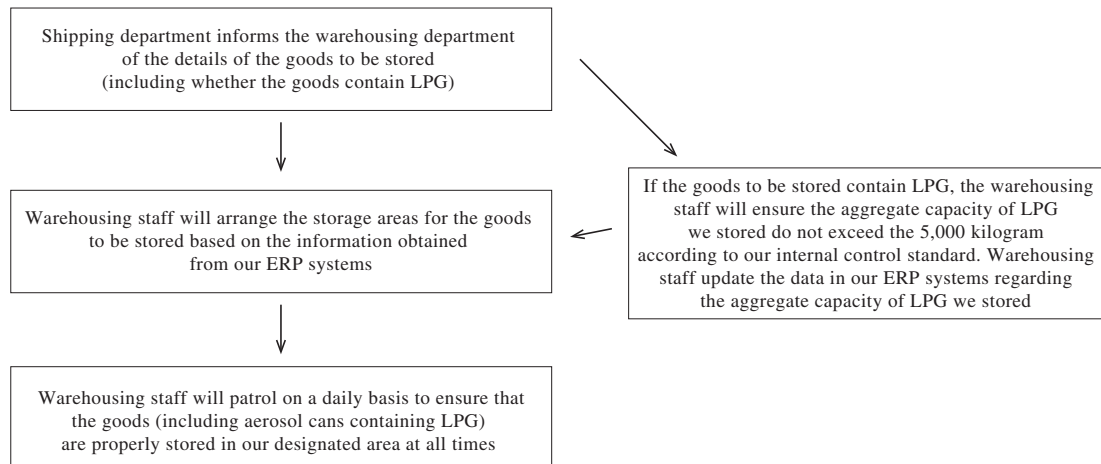 Shipping department informs the warehousing department
of the details of the goods to be stored
(including whether the goods contain LPG)
If the goods to be stored contain LPG, the warehousing
staff will ensure the aggregate capacity of LPG
we stored do not exceed the 5,000 kilogram
according to our internal control standard. Warehousing
staff update the data in our ERP systems regarding
the aggregate capacity of LPG we stored
Warehousing staff will arrange the storage areas for the goods
to be stored based on the information obtained
from our ERP systems
Warehousing staff will patrol on a daily basis to ensure that
the goods (including aerosol cans containing LPG)
are properly stored in our designated area at all times